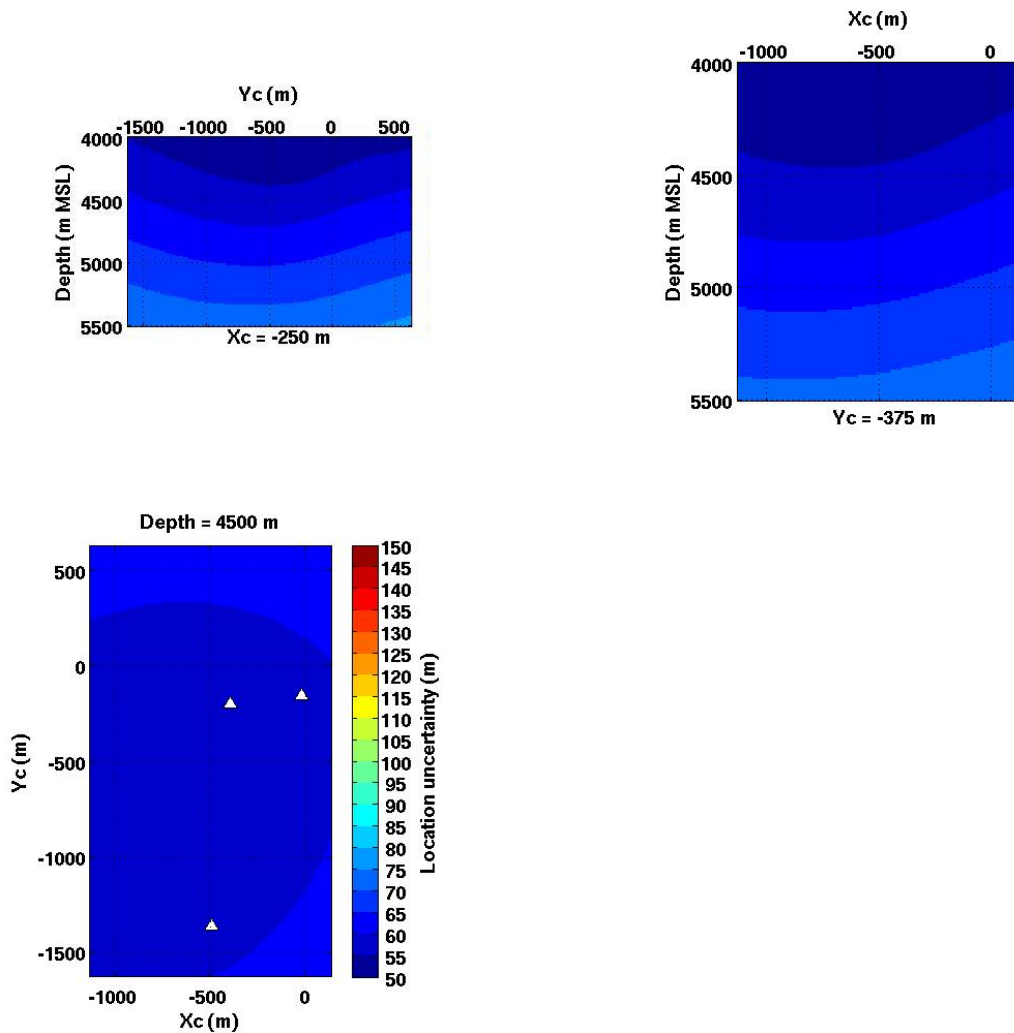 Yc (m)
-1500 -1000 -500 0 500
4000
4500
5000
5500
Depth (m MSL)
Xc = -250 m
Xc (m)
-1000 -500 0
4000
4500
5000
5500
Depth (m MSL)
Yc = -375 m
Depth = 4500 m
500
0
-500
-1000
-1500
Yc (m)
-1000 -500 0
Xc (m)
150
145
140
135
130
125
120
115
110
105
100
95
90
85
80
75
70
65
60
55
50
Location uncertainty (m)